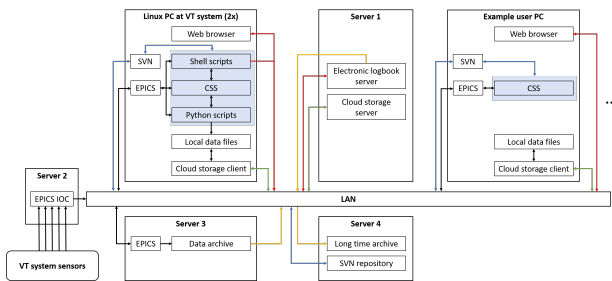 Linux PC at VT system (2x)
Web browser
SVN
Shell scripts
EPICS
CSS
Python scripts
Local data files
Cloud storage client
Server 1
Electronic logbook
server
Cloud storage
server
Example user PC
Web browser
SVN
EPICS
CSS
Local data files
Cloud storage client
...
Server 2
EPICS IOC
LAN
VT system sensors
Server 3
EPICS
Data archive
Server 4
Long time archive
SVN repository